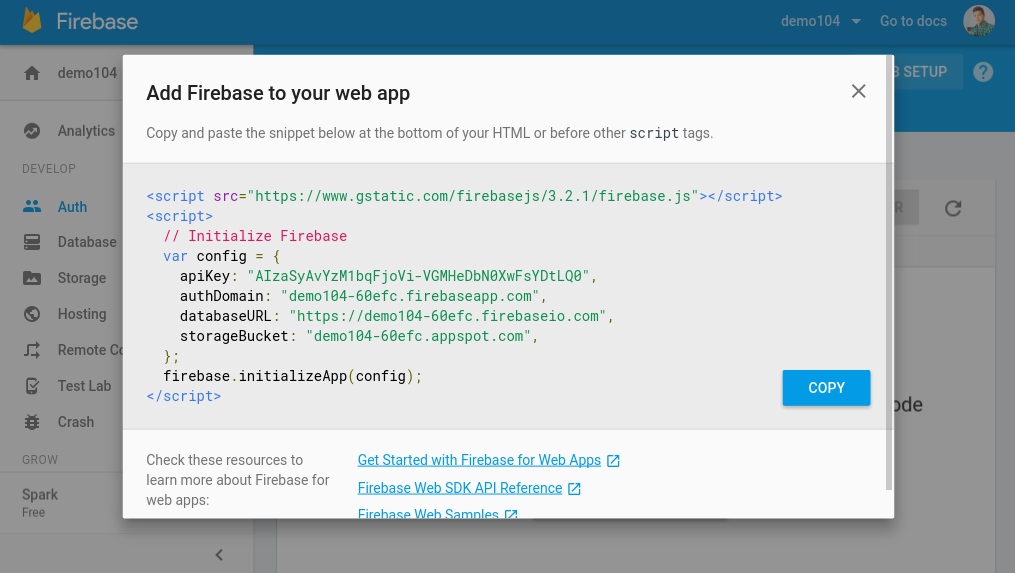 Firebase
demo104
Go to docs
demo104
B SETUP
Analytics
DEVELOP
Auth
Database
Storage
Hosting
Remote Co
Test Lab
Crash
GROW
Spark
Free
R
ode
Add Firebase to your web app
Copy and paste the snippet below at the bottom of your HTML or before other script tags.
<script src="https://www.gstatic.com/firebasejs/3.2.1/firebase.js"></script>
<script>
// Initialize Firebase
var config = {
apiKey: "AIzaSyAvYzM1bqFjoVi-VGMHeDbN0XwFsYDtLQ0",
authDomain: "demo104-60efc.firebaseapp.com",
databaseURL: "https://demo104-60efc.firebaseio.com",
storageBucket: "demo104-60efc.appspot.com",
};
firebase.initializeApp(config);
</script>
COPY
Check these resources to
learn more about Firebase for
web apps:
Get Started with Firebase for Web Apps
Firebase Web SDK API Reference
Firebase Web Samples